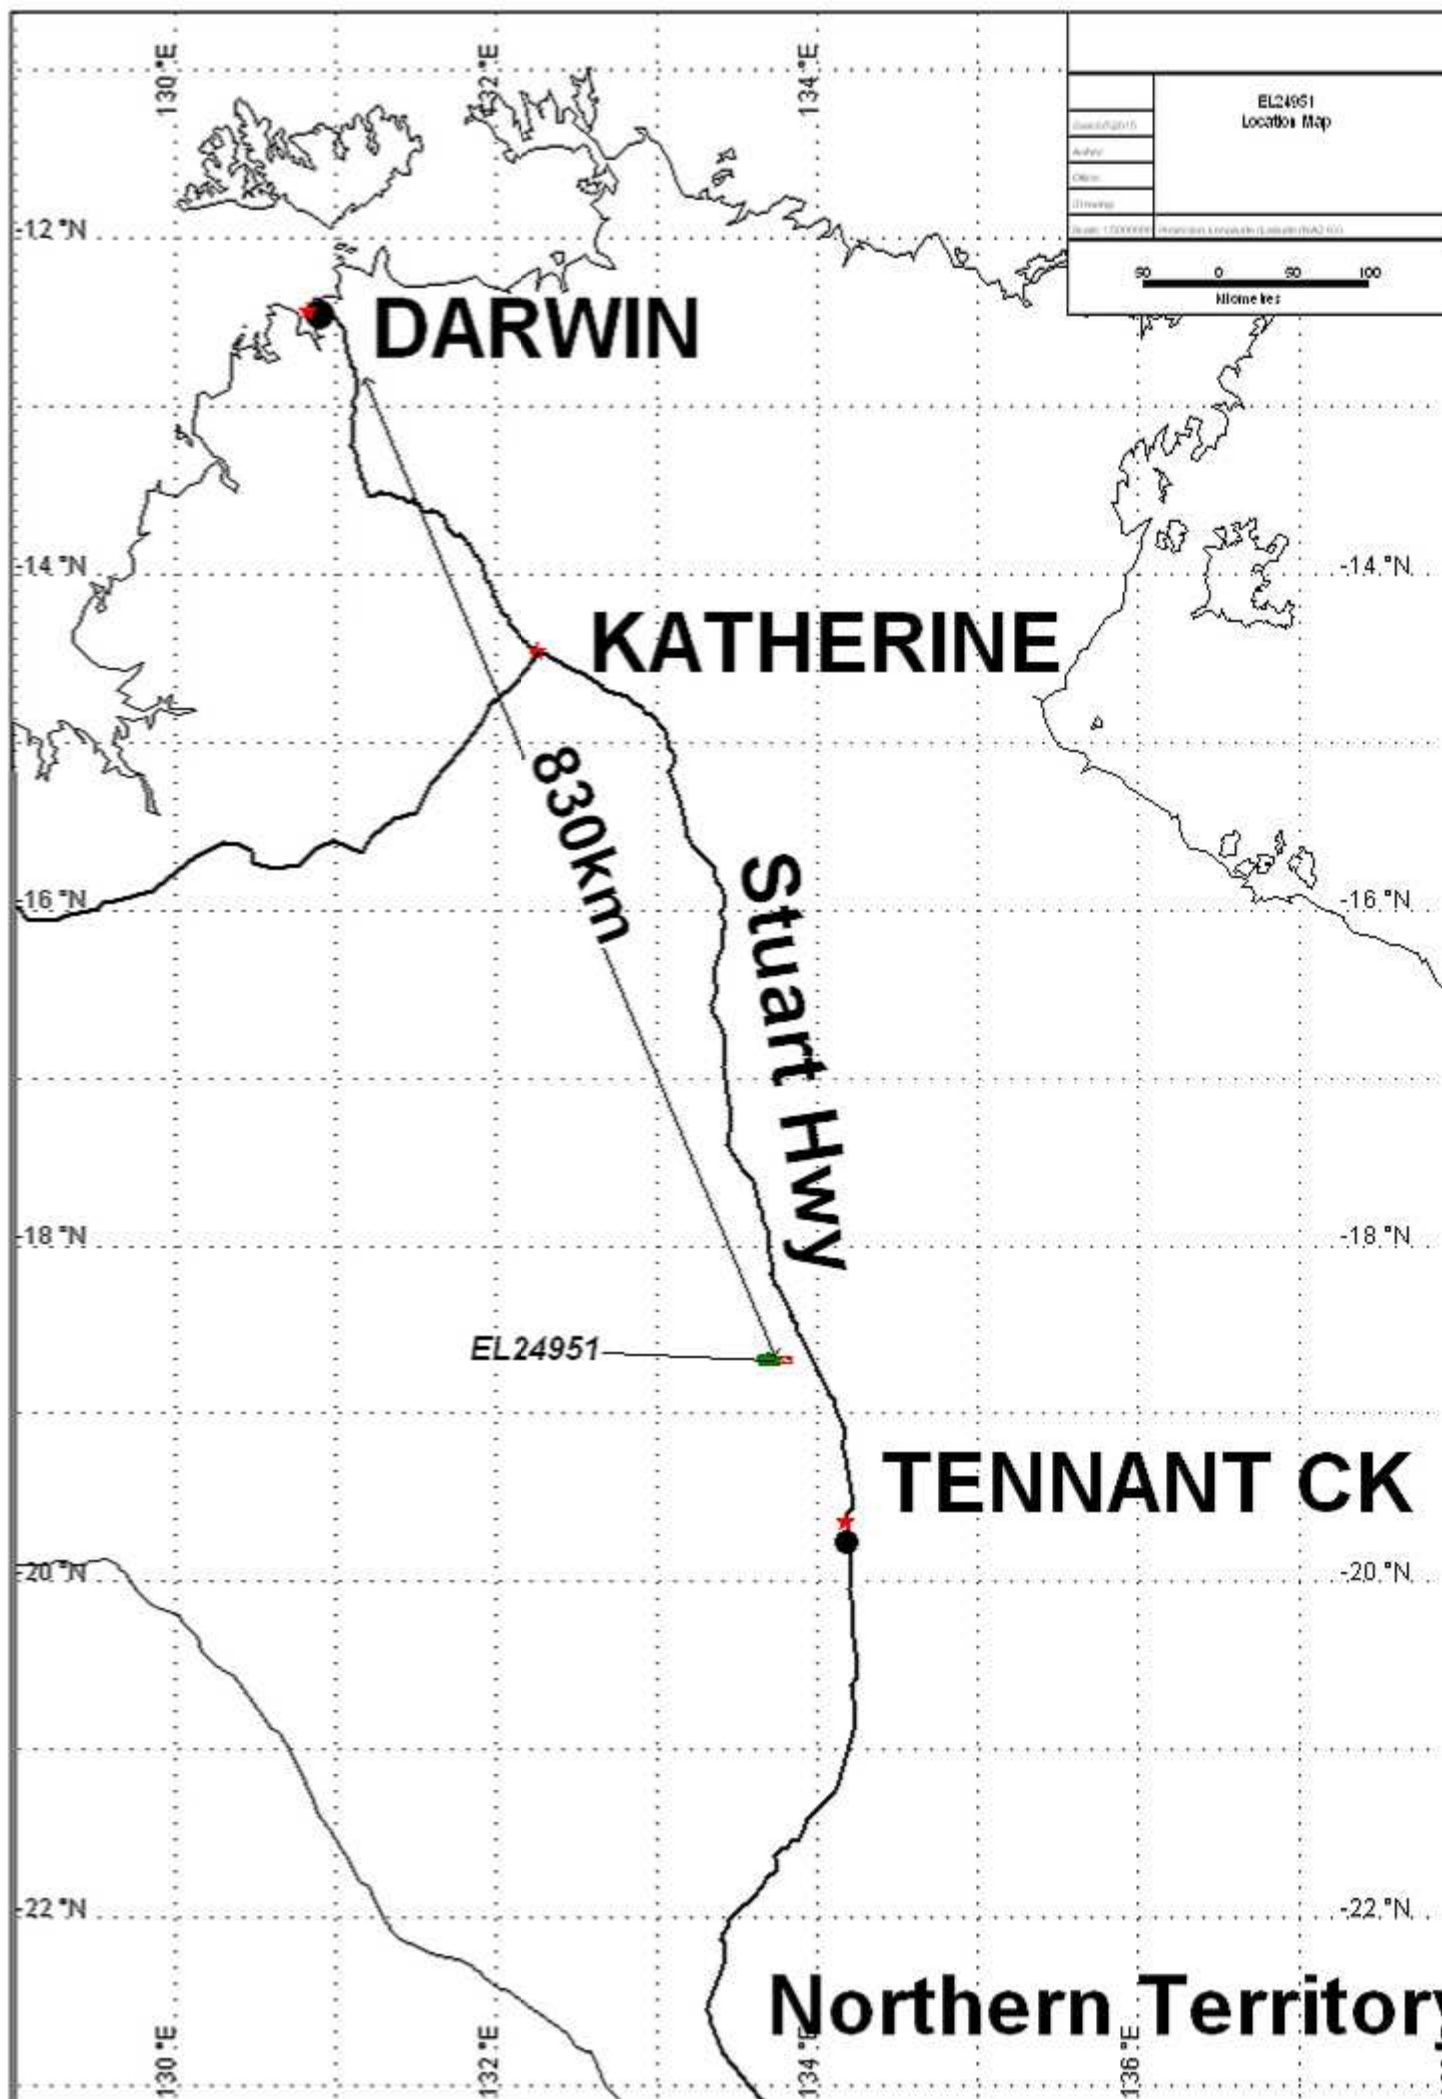 130 °E
132 °E
134 °E
EL24951
Location Map
-12 °N
50 0 50 100
kilometres
DARWIN
-14 °N
-14 °N
KATHERINE
830km
Stuart Hwy
-16 °N
-16 °N
-18 °N
-18 °N
EL24951
TENNANT CK
-20 °N
-20 °N
-22 °N
-22 °N
Northern Territory
130 °E
132 °E
134 °E
136 °E